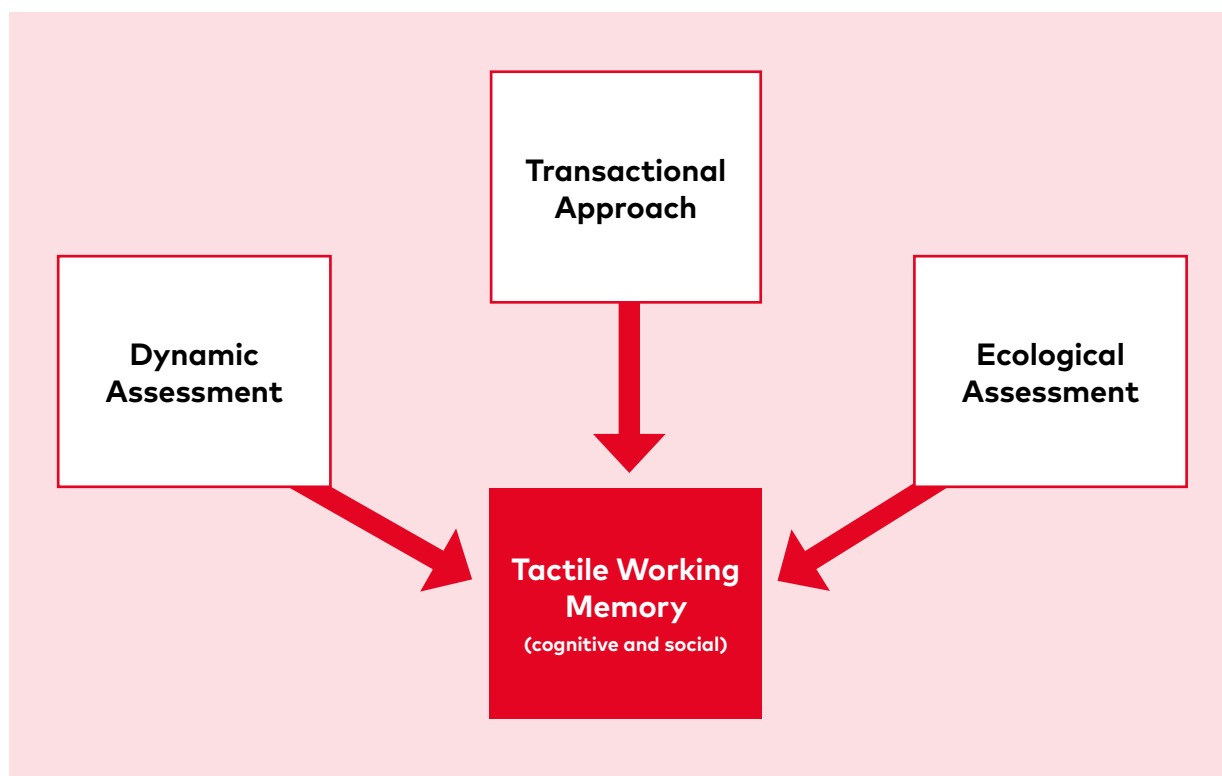 Transactional
Approach
Dynamic
Assessment
Ecological
Assessment
Tactile Working
Memory
(cognitive and social)